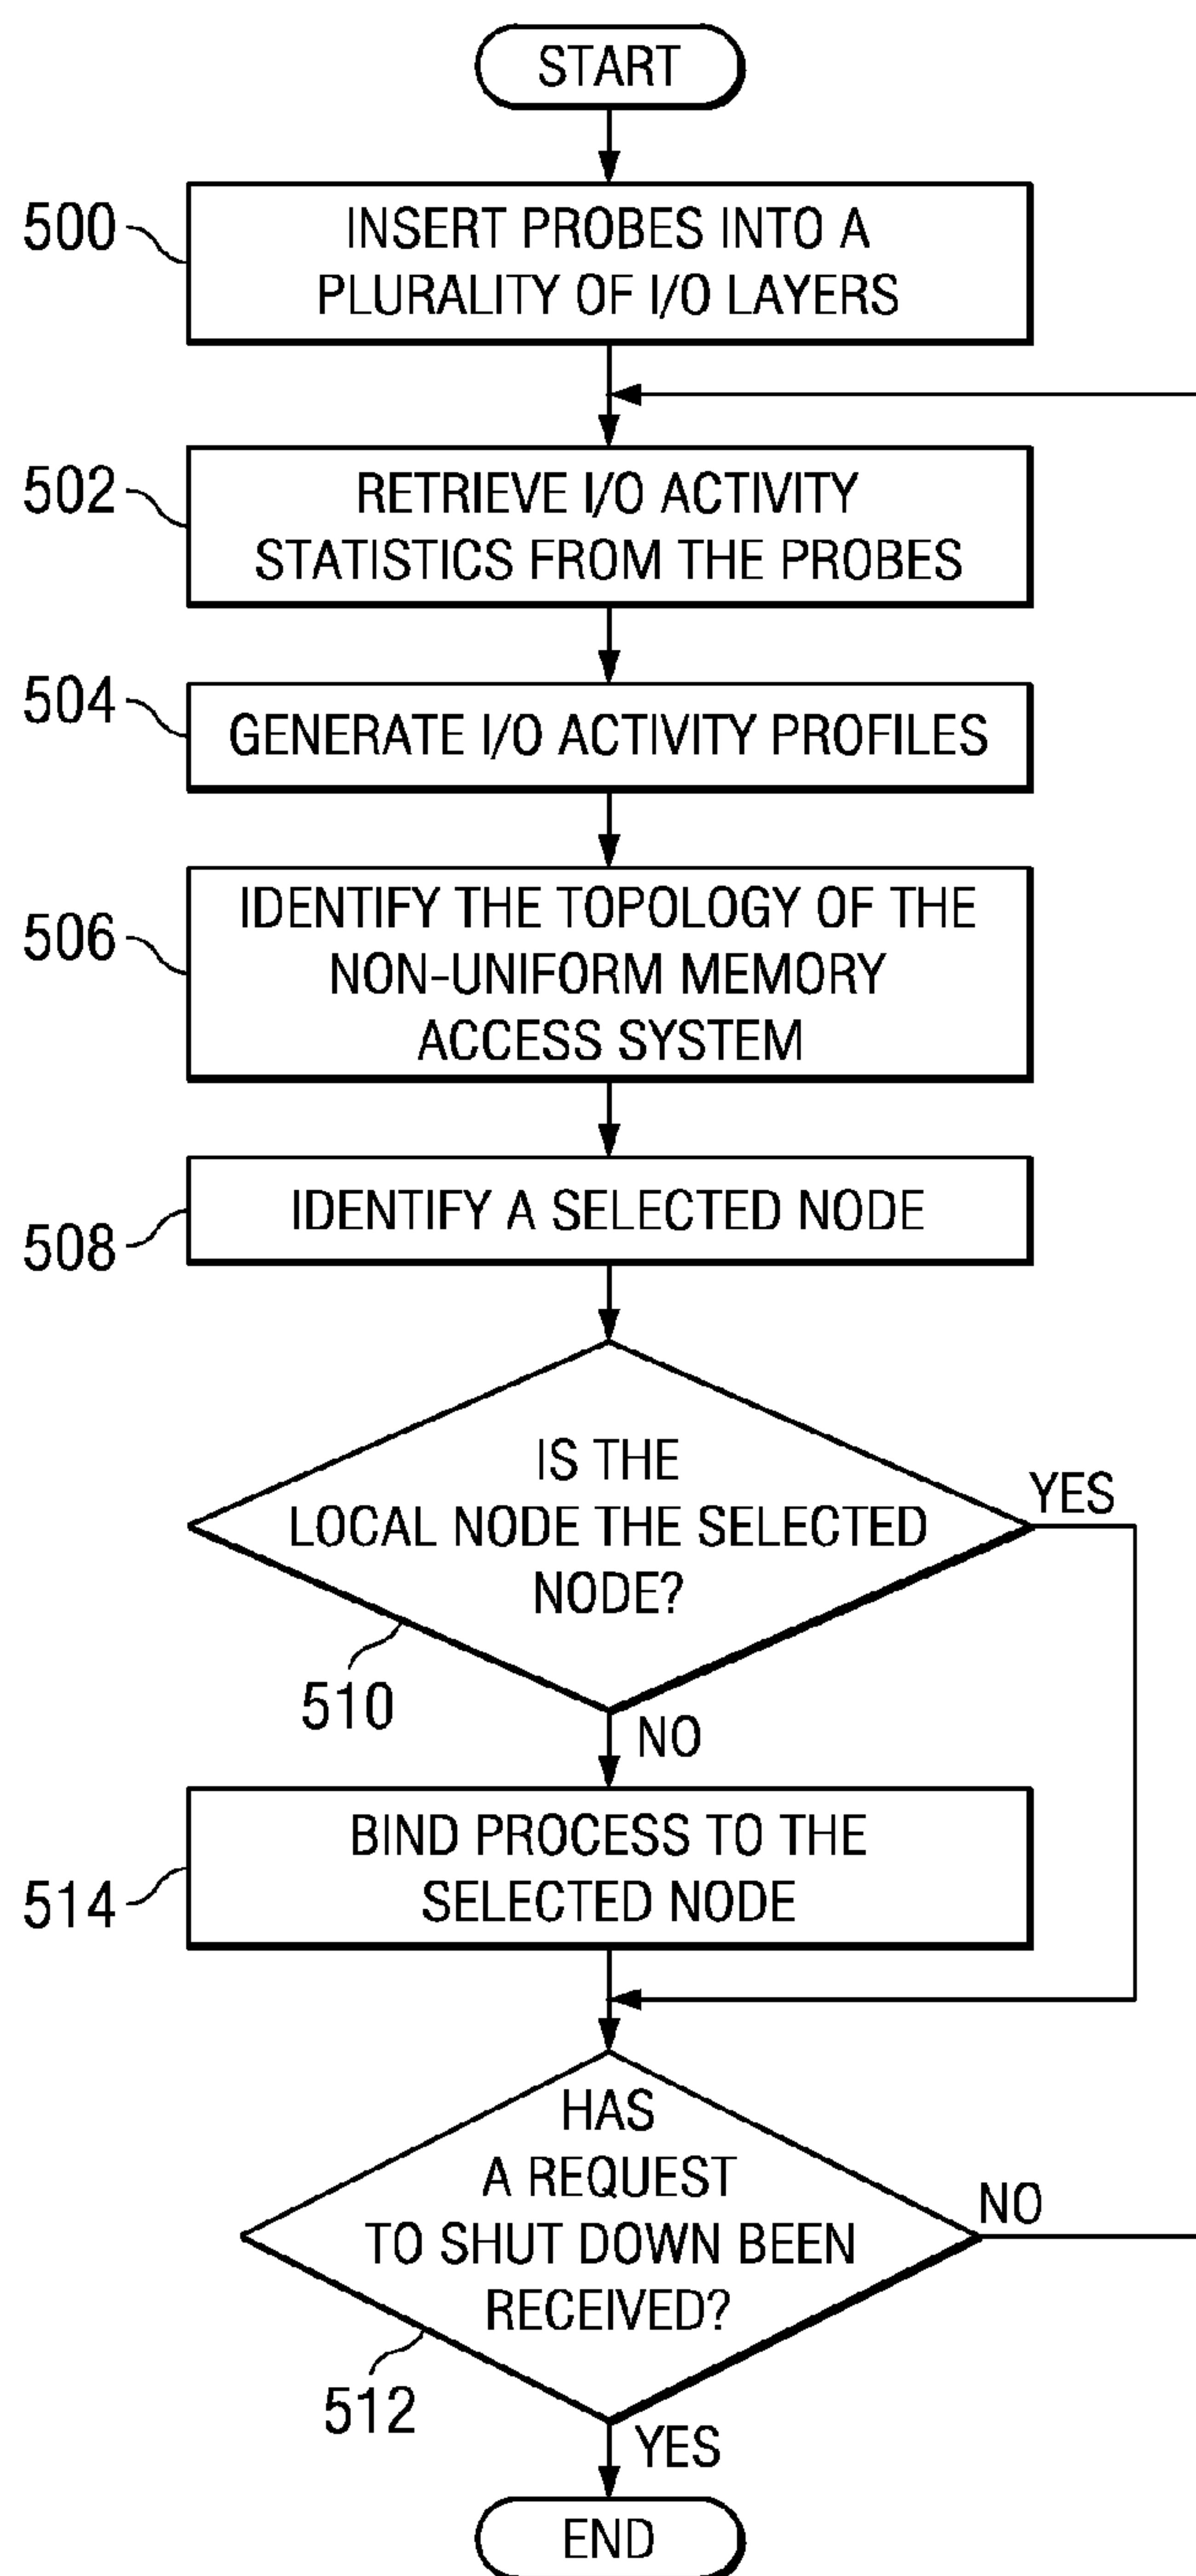 START
500
INSERT PROBES INTO A
PLURALITY OF I/O LAYERS
502
RETRIEVE I/O ACTIVITY
STATISTICS FROM THE PROBES
504
GENERATE I/O ACTIVITY PROFILES
506
IDENTIFY THE TOPOLOGY OF THE
NON-UNIFORM MEMORY
ACCESS SYSTEM
508
IDENTIFY A SELECTED NODE
IS THE
LOCAL NODE THE SELECTED
NODE?
YES
510
NO
514
BIND PROCESS TO THE
SELECTED NODE
HAS
A REQUEST
TO SHUT DOWN BEEN
RECEIVED?
NO
512
YES
END